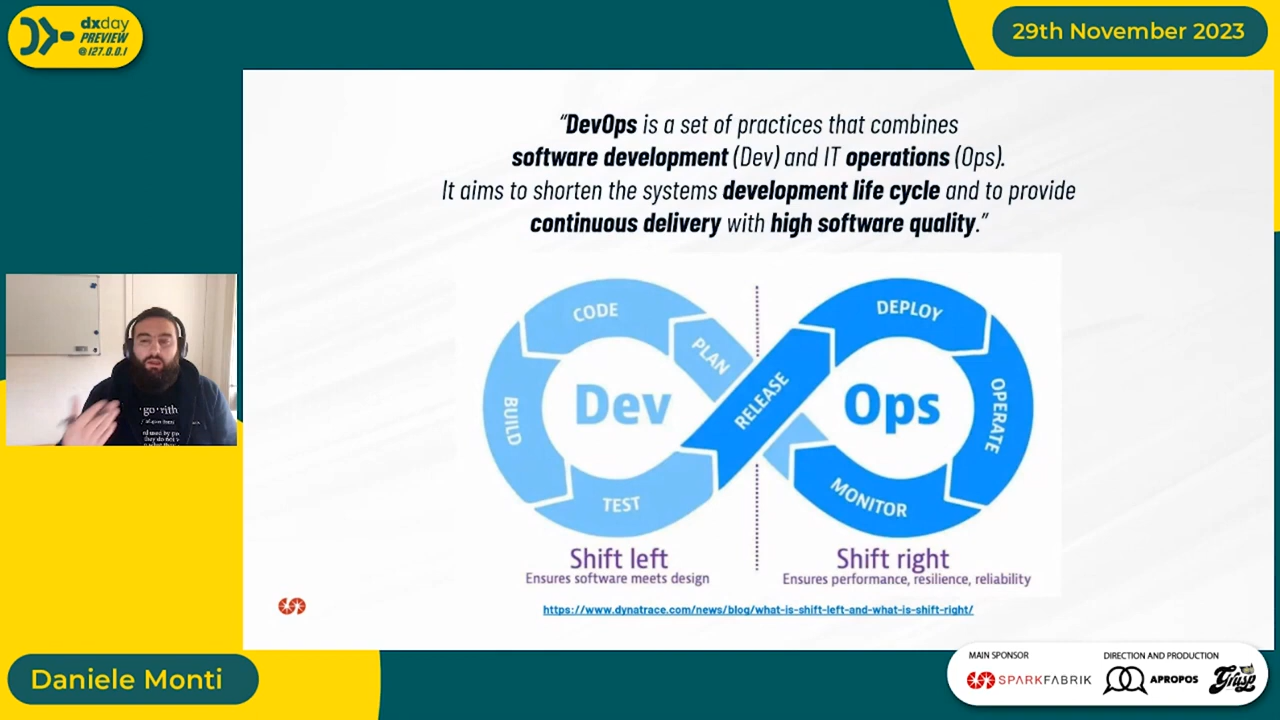 dxday
PREVIEW
@127.0.0.1
29th November 2023
“DevOps is a set of practices that combines
software development (Dev) and IT operations (Ops).
It aims to shorten the systems development life cycle and to provide
continuous delivery with high software quality.”
CODE
PLAN
BUILD
TEST
Dev
RELEASE
DEPLOY
OPERATE
MONITOR
Ops
Shift left
Ensures software meets design
Shift right
Ensures performance, resilience, reliability
https://www.dynatrace.com/news/blog/what-is-shift-left-and-what-is-shift-right/
Daniele Monti
MAIN SPONSOR
SPARKFABRIK
DIRECTION AND PRODUCTION
APROPOS
Grusp